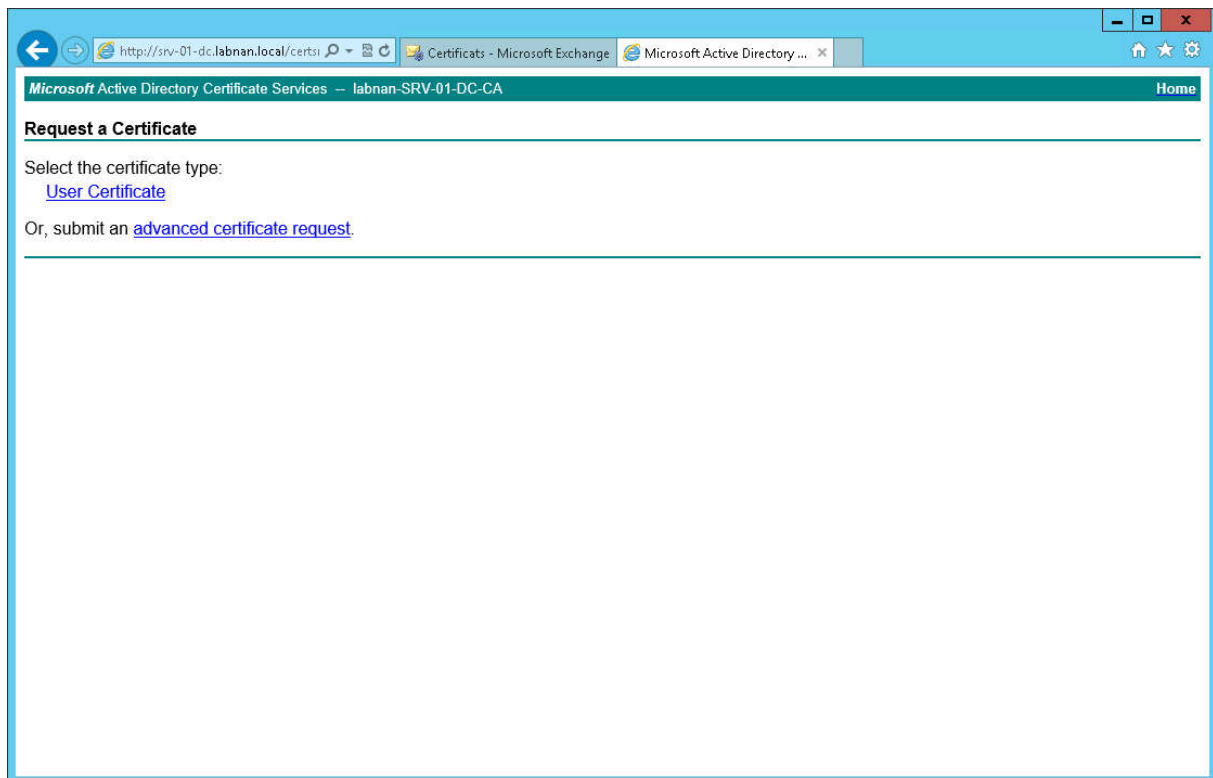 http://srv-01-dc.labnan.local/certsi
Certificats - Microsoft Exchange
Microsoft Active Directory ...
Microsoft Active Directory Certificate Services -- labnan-SRV-01-DC-CA
Home
Request a Certificate
Select the certificate type:
User Certificate
Or, submit an advanced certificate request.